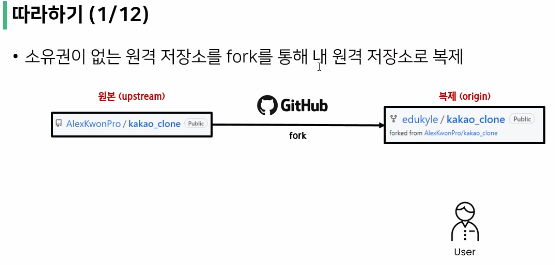 따라하기 (1/12)
• 소유권이 없는 원격 저장소를 fork를 통해 내 원격 저장소로 복제
원본 (upstream)
복제 (origin)
GitHub
AlexKwonPro / kakao_clone Public
fork
edukyle / kakao_clone Public
forked from AlexKwonPro/kakao_clone
User